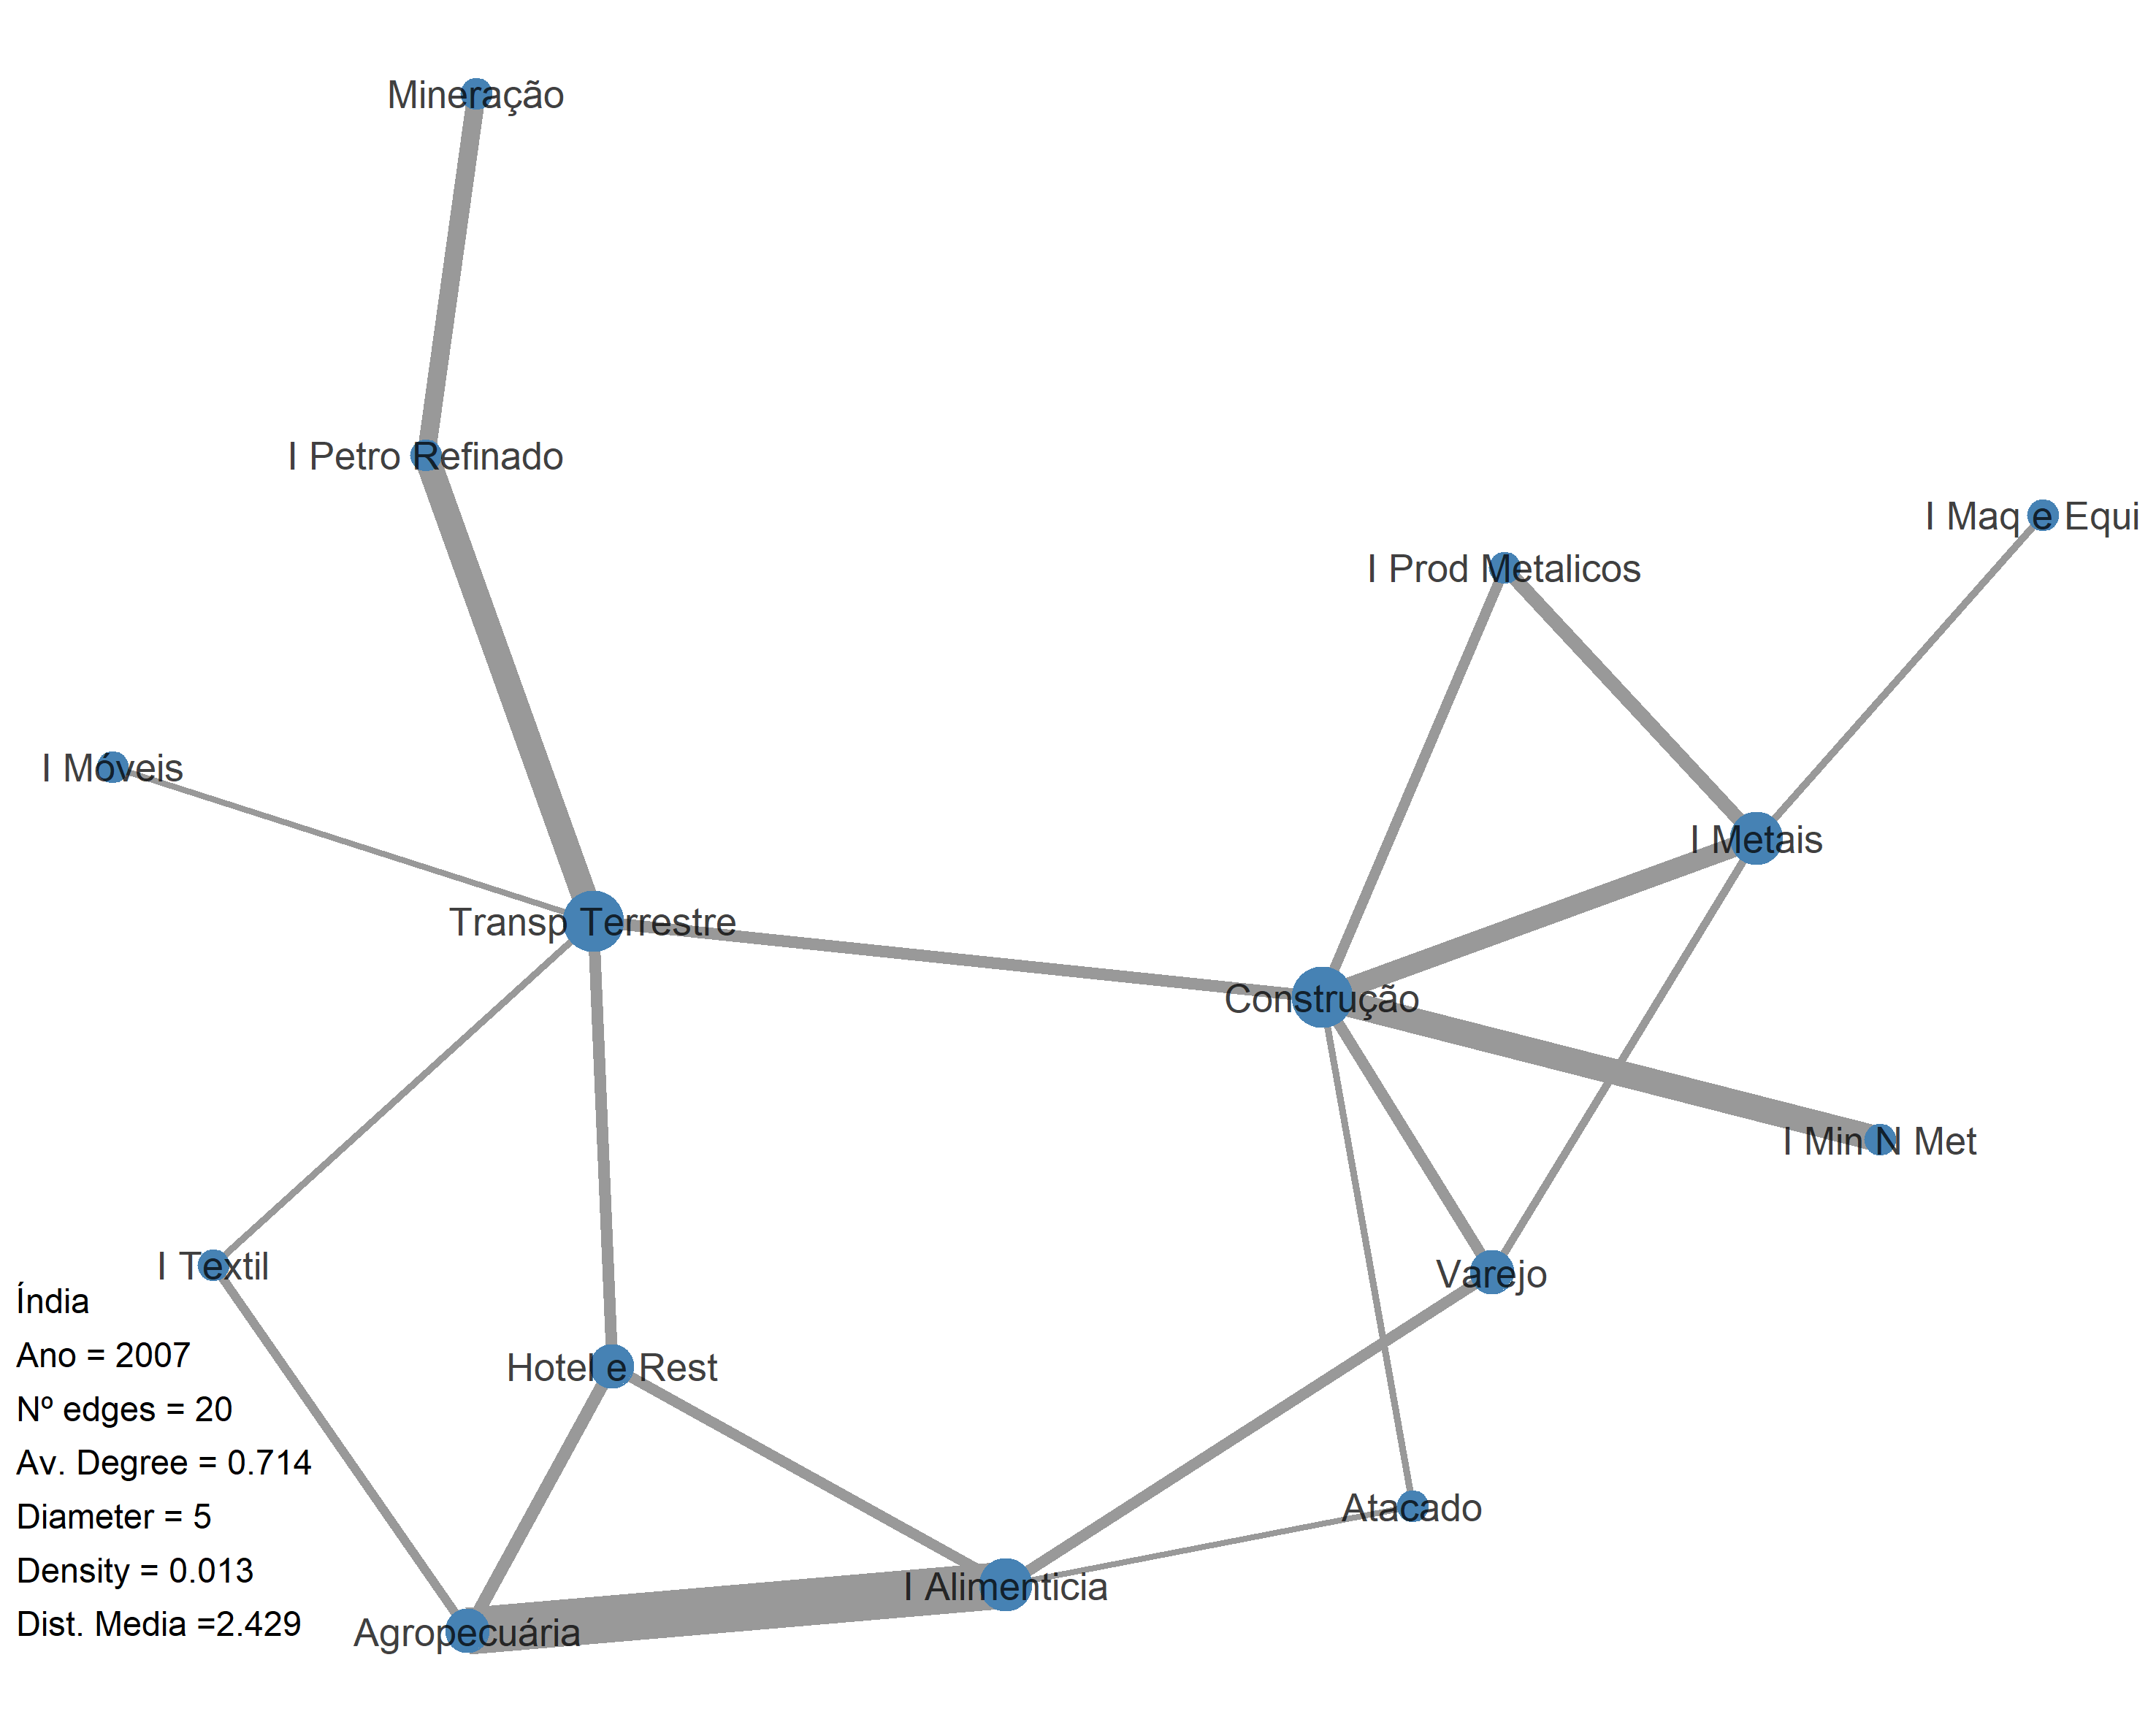 Mineração
I Petro Refinado
I Maq e Equi
I Prod Metalicos
I Móveis
I Metais
Transp Terrestre
Construção
I Min N Met
I Textil
Varejo
Índia
Ano = 2007
Hotel e Rest
Nº edges = 20
Av. Degree = 0.714
Atacado
Diameter = 5
Density = 0.013
I Alimenticia
Dist. Media =2.429
Agropecuária